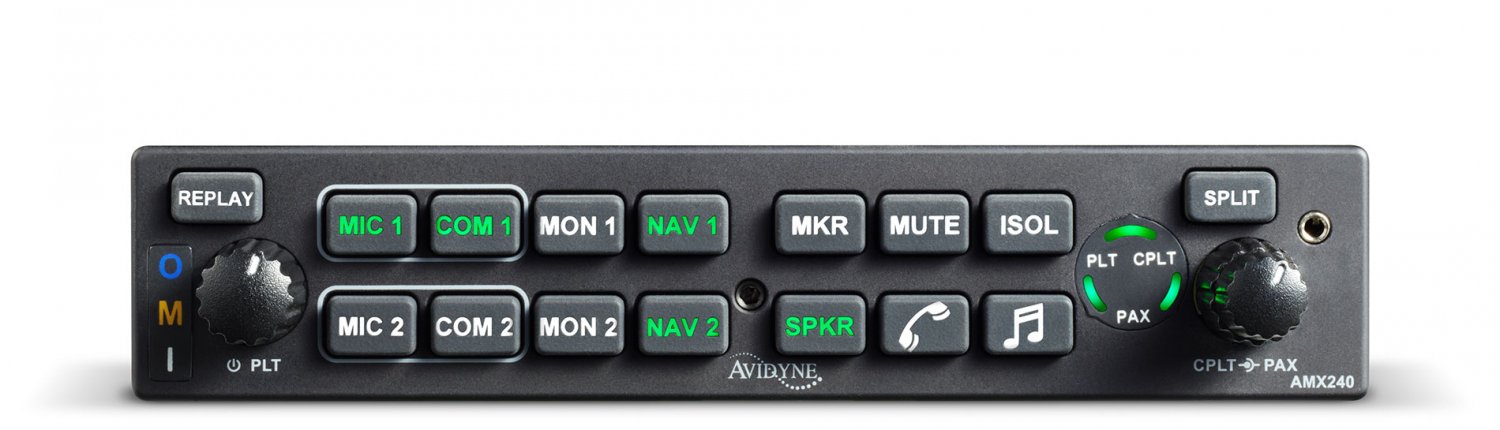 REPLAY
SPLIT
MIC 1 COM 1 MON 1 NAV 1 MKR MUTE ISOL
PLT CPLT
O
M
I
MIC 2 COM 2 MON 2 NAV 2 SPKR
PAX
PLT
AVIDYNE
CPLT PAX
AMX240